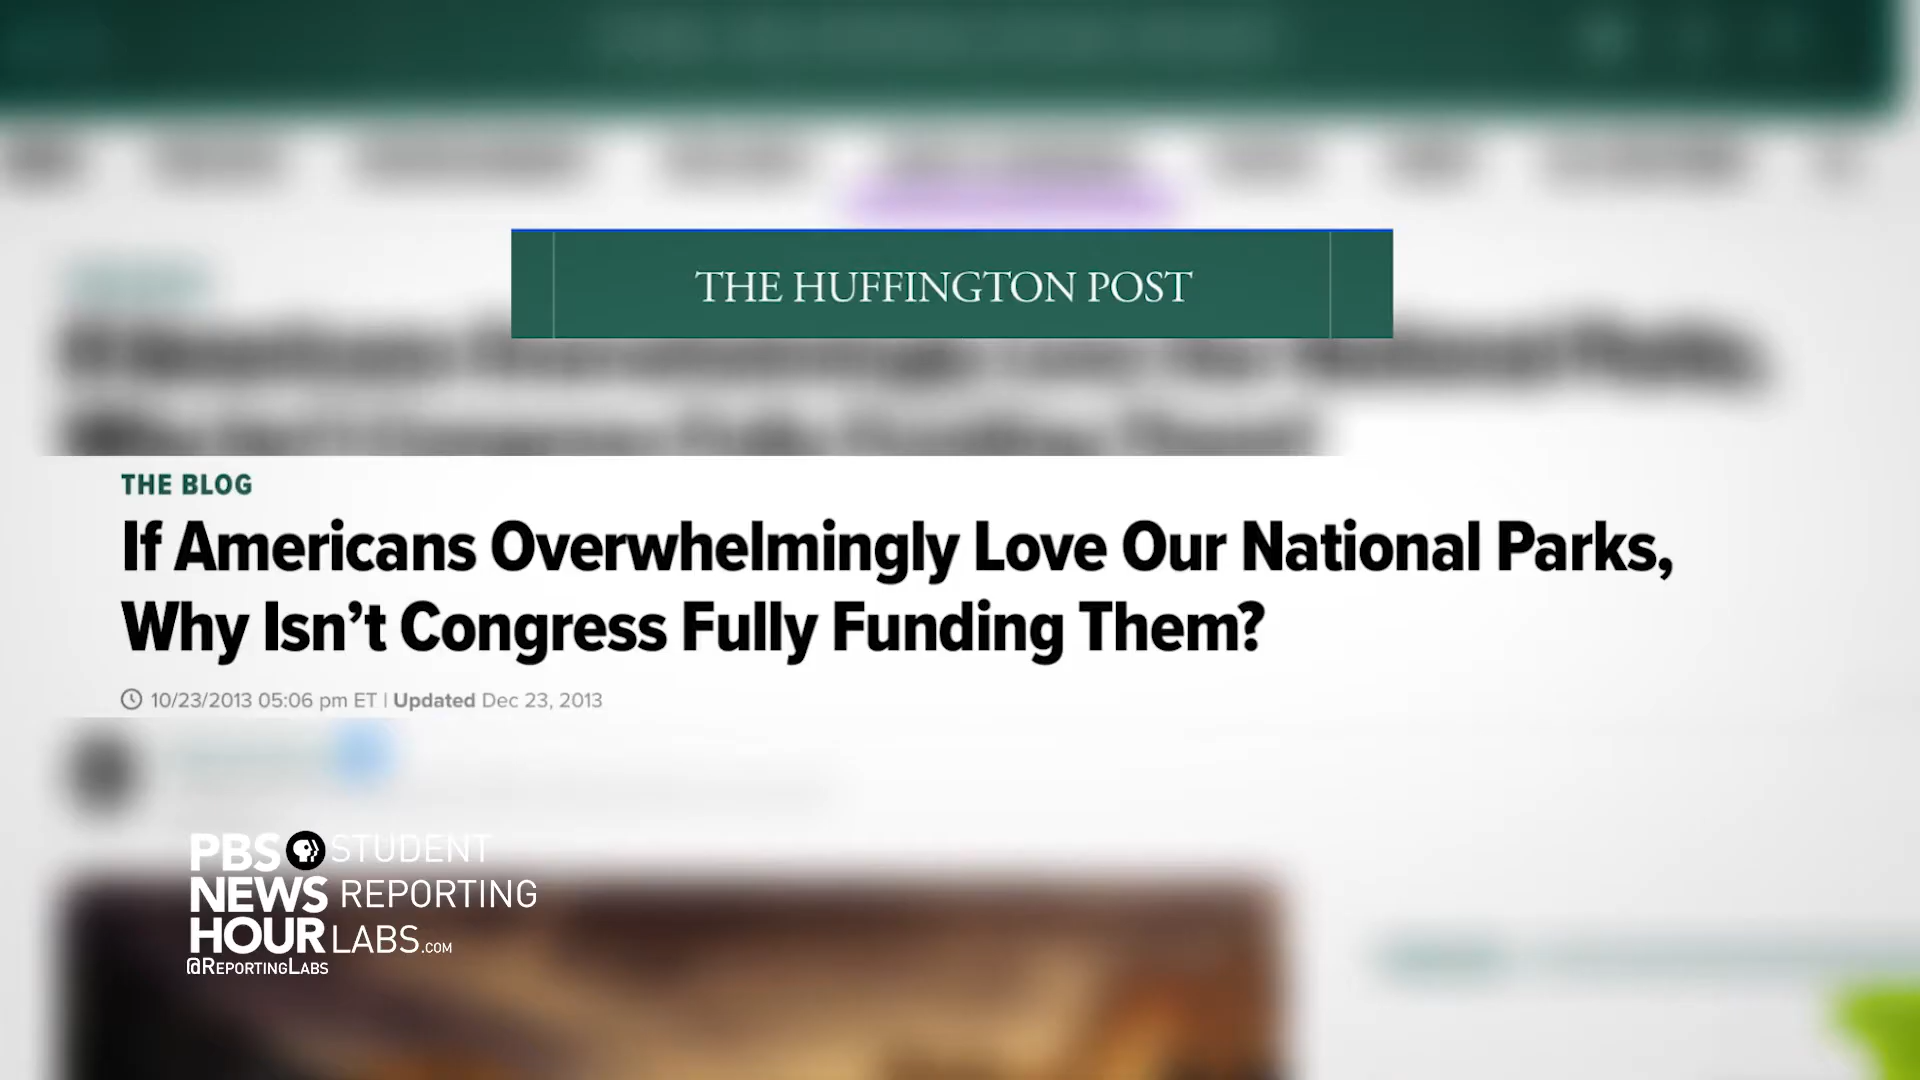 THE HUFFINGTON POST
THE BLOG
If Americans Overwhelmingly Love Our National Parks,
Why Isn’t Congress Fully Funding Them?
10/23/2013 05:06 pm ET | Updated Dec 23, 2013
PBS STUDENT
NEWS REPORTING
HOUR LABS.COM
@REPORTINGLABS